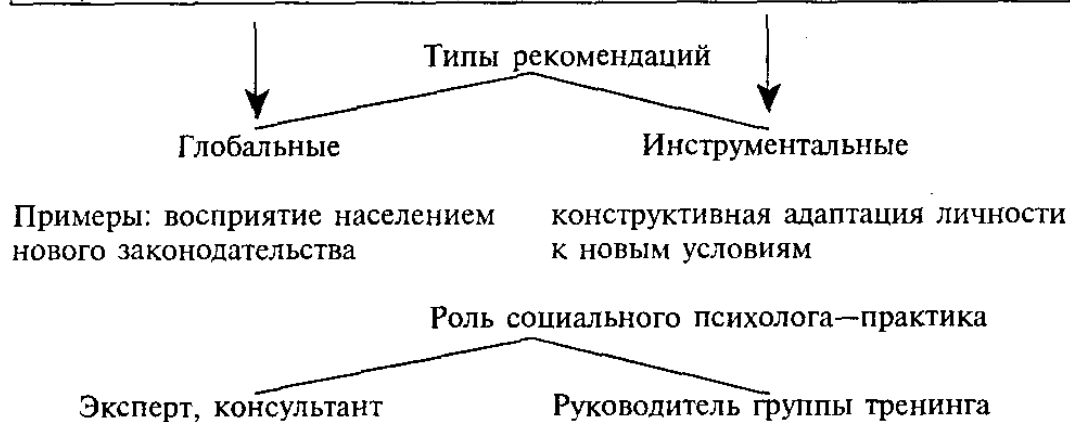 Типы рекомендаций
Глобальные
Инструментальные
Примеры: восприятие населением
нового законодательства
конструктивная адаптация личности
к новым условиям
Роль социального психолога—практика
Эксперт, консультант
Руководитель группы тренинга